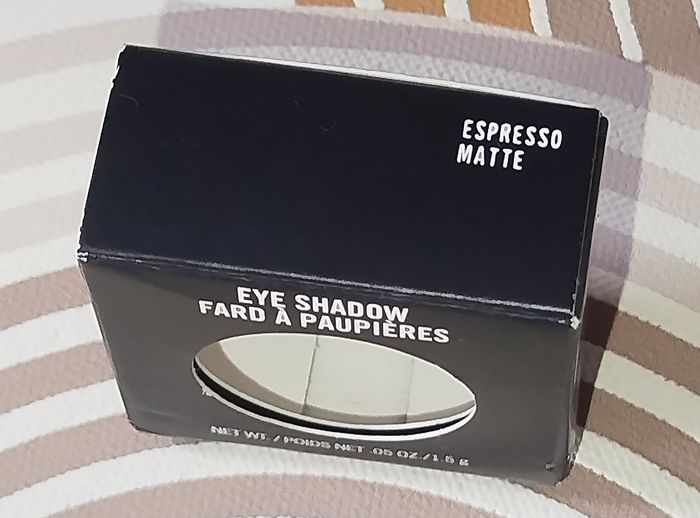 ESPRESSO
MATTE
EYE SHADOW
FARD À PAUPIÈRES
NET WT. / POIDS NET .05 OZ / 1.5 g